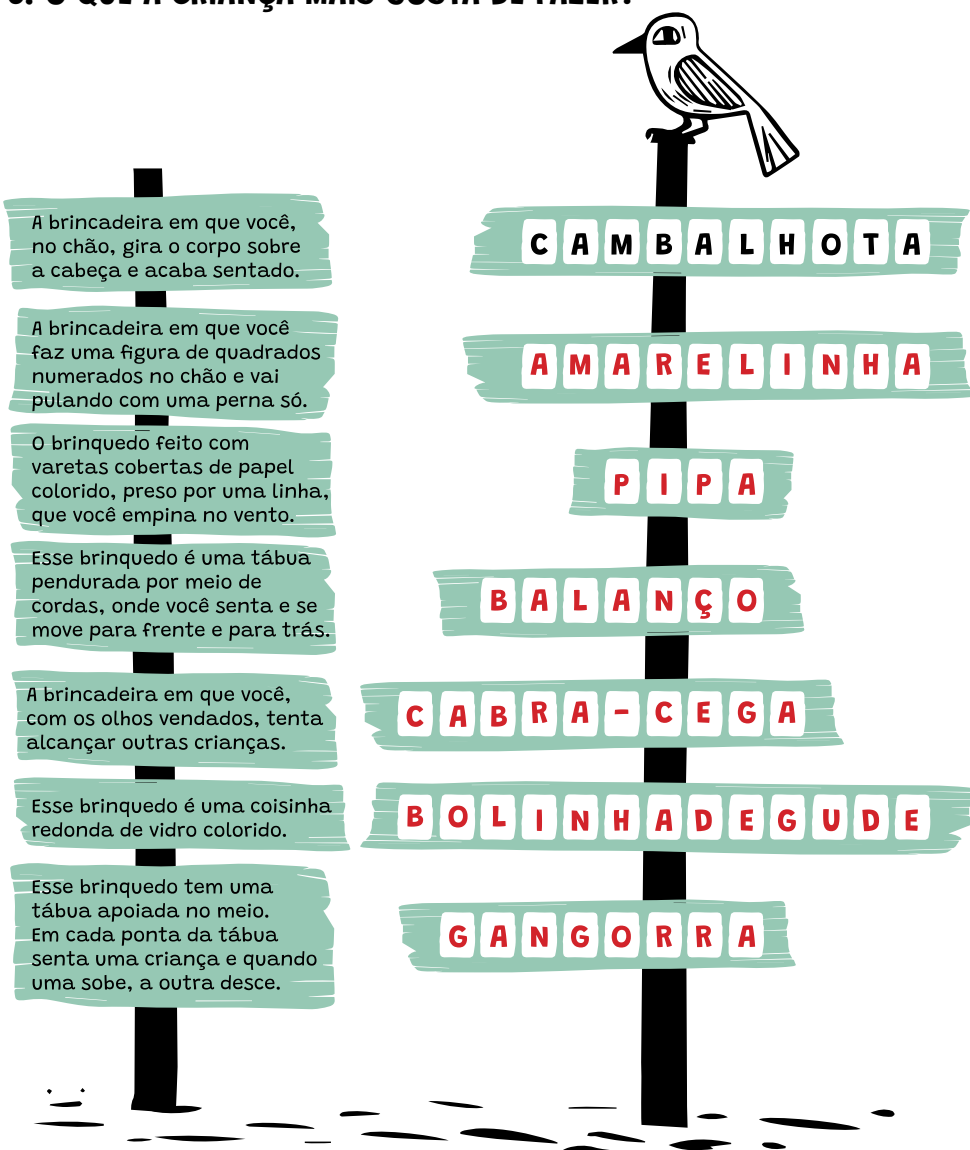 O QUE A CRIANÇA MAIS GOSTA DE FAZER?
A brincadeira em que você,
no chão, gira o corpo sobre
a cabeça e acaba sentado.
CAMBALHOTA
A brincadeira em que você
faz uma figura de quadrados
numerados no chão e vai
pulando com uma perna só.
AMARELINHA
O brinquedo feito com
varetas cobertas de papel
colorido, preso por uma linha,
que você empina no vento.
PIPA
Esse brinquedo é uma tábua
pendurada por meio de
cordas, onde você senta e se
move para frente e para trás.
BALANÇO
A brincadeira em que você,
com os olhos vendados, tenta
alcançar outras crianças.
CABRA-CEGA
Esse brinquedo é uma coisinha
redonda de vidro colorido.
BOLINHADEGUDE
Esse brinquedo tem uma
tábua apoiada no meio.
Em cada ponta da tábua
senta uma criança e quando
uma sobe, a outra desce.
GANGORRA